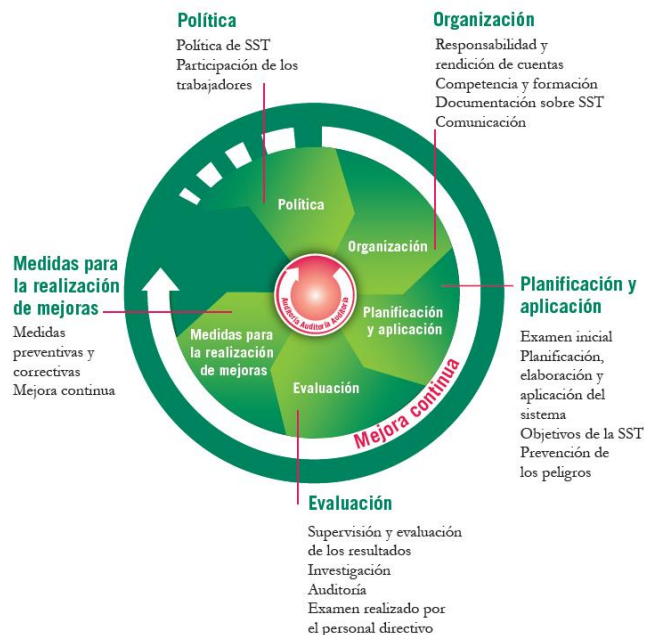 Política
Política de SST
Participación de los
trabajadores
Organización
Responsabilidad y
rendición de cuentas
Competencia y formación
Documentación sobre SST
Comunicación
Política
Organización
Planificación
y aplicación
Evaluación
Medidas para
la realización
de mejoras
Auditoría Auditoría Auditoría
Mejora continua
Medidas para
la realización
de mejoras
Medidas
preventivas y
correctivas
Mejora continua
Planificación y
aplicación
Examen inicial
Planificación,
elaboración y
aplicación del
sistema
Objetivos de la SST
Prevención de
los peligros
Evaluación
Supervisión y evaluación
de los resultados
Investigación
Auditoría
Examen realizado por
el personal directivo